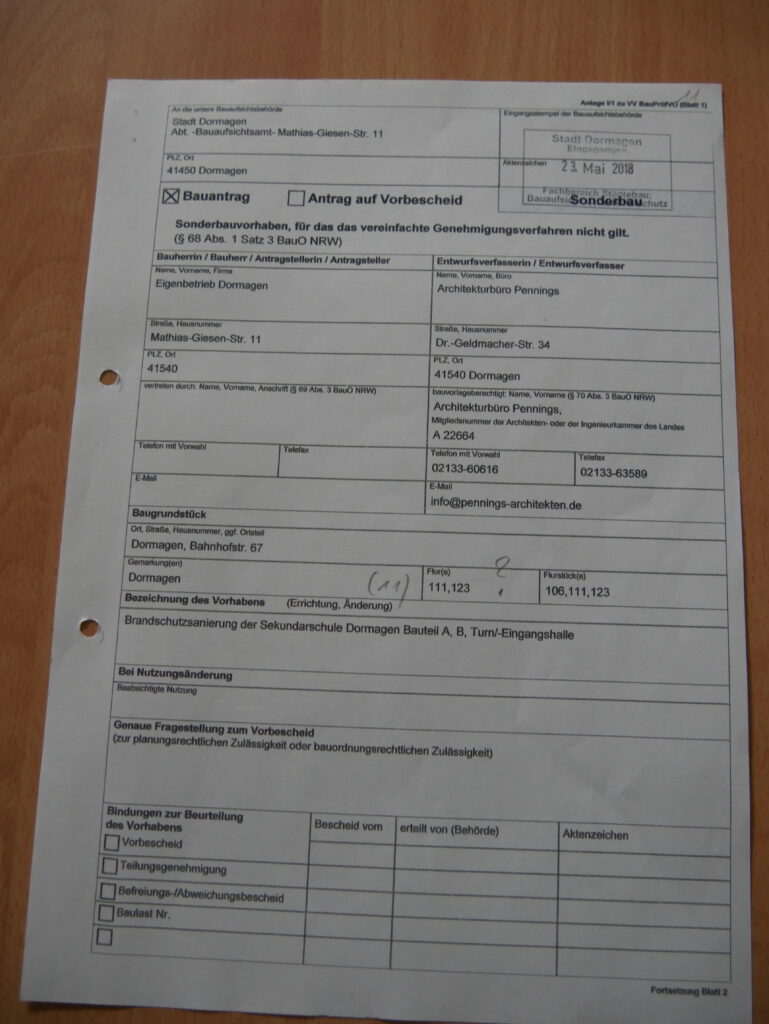 11
Anlage I/1 zu VV BauPrüfVO (Blatt 1)
An die untere Bauaufsichtsbehörde
Eingangsstempel der Bauaufsichtsbehörde
Stadt Dormagen
Abt. -Bauaufsichtsamt- Mathias-Giesen-Str. 11
Stadt Dormagen
Eingegangen
PLZ, Ort
Aktenzeichen
23. Mai 2018
41450 Dormagen
Fachbereich Städtebau,
Sonderbau
Bauantrag
Antrag auf Vorbescheid
Sonderbauvorhaben, für das das vereinfachte Genehmigungsverfahren nicht gilt.
(§ 68 Abs. 1 Satz 3 BauO NRW)
Bauherrin / Bauherr / Antragstellerin / Antragsteller
Entwurfsverfasserin / Entwurfsverfasser
Name, Vorname, Firma
Name, Vorname, Büro
Eigenbetrieb Dormagen
Architekturbüro Pennings
Straße, Hausnummer
Straße, Hausnummer
Mathias-Giesen-Str. 11
Dr.-Geldmacher-Str. 34
PLZ, Ort
PLZ, Ort
41540
41540 Dormagen
vertreten durch: Name, Vorname, Anschrift (§ 69 Abs. 3 BauO NRW)
bauvorlageberechtigt: Name, Vorname (§ 70 Abs. 3 BauO NRW)
Architekturbüro Pennings,
Mitgliedsnummer der Architekten- oder der Ingenieurkammer des Landes
A 22664
Telefon mit Vorwahl
Telefax
Telefon mit Vorwahl
Telefax
02133-60616
02133-63589
E-Mail
E-Mail
info@pennings-architekten.de
Baugrundstück
Ort, Straße, Hausnummer, ggf. Ortsteil
Dormagen, Bahnhofstr. 67
Gemarkung(en)
Flur(e)
Flurstück(e)
Dormagen
(11)
111,123
?
106,111,123
Bezeichnung des Vorhabens (Errichtung, Änderung)
Brandschutzsanierung der Sekundarschule Dormagen Bauteil A, B, Turn/-Eingangshalle
Bei Nutzungsänderung
Beabsichtigte Nutzung
Genaue Fragestellung zum Vorbescheid
(zur planungsrechtlichen Zulässigkeit oder bauordnungsrechtlichen Zulässigkeit)
Bindungen zur Beurteilung
des Vorhabens
Bescheid vom
erteilt von (Behörde)
Aktenzeichen
Vorbescheid
Teilungsgenehmigung
Befreiungs-/Abweichungsbescheid
Baulast Nr.
Fortsetzung Blatt 2